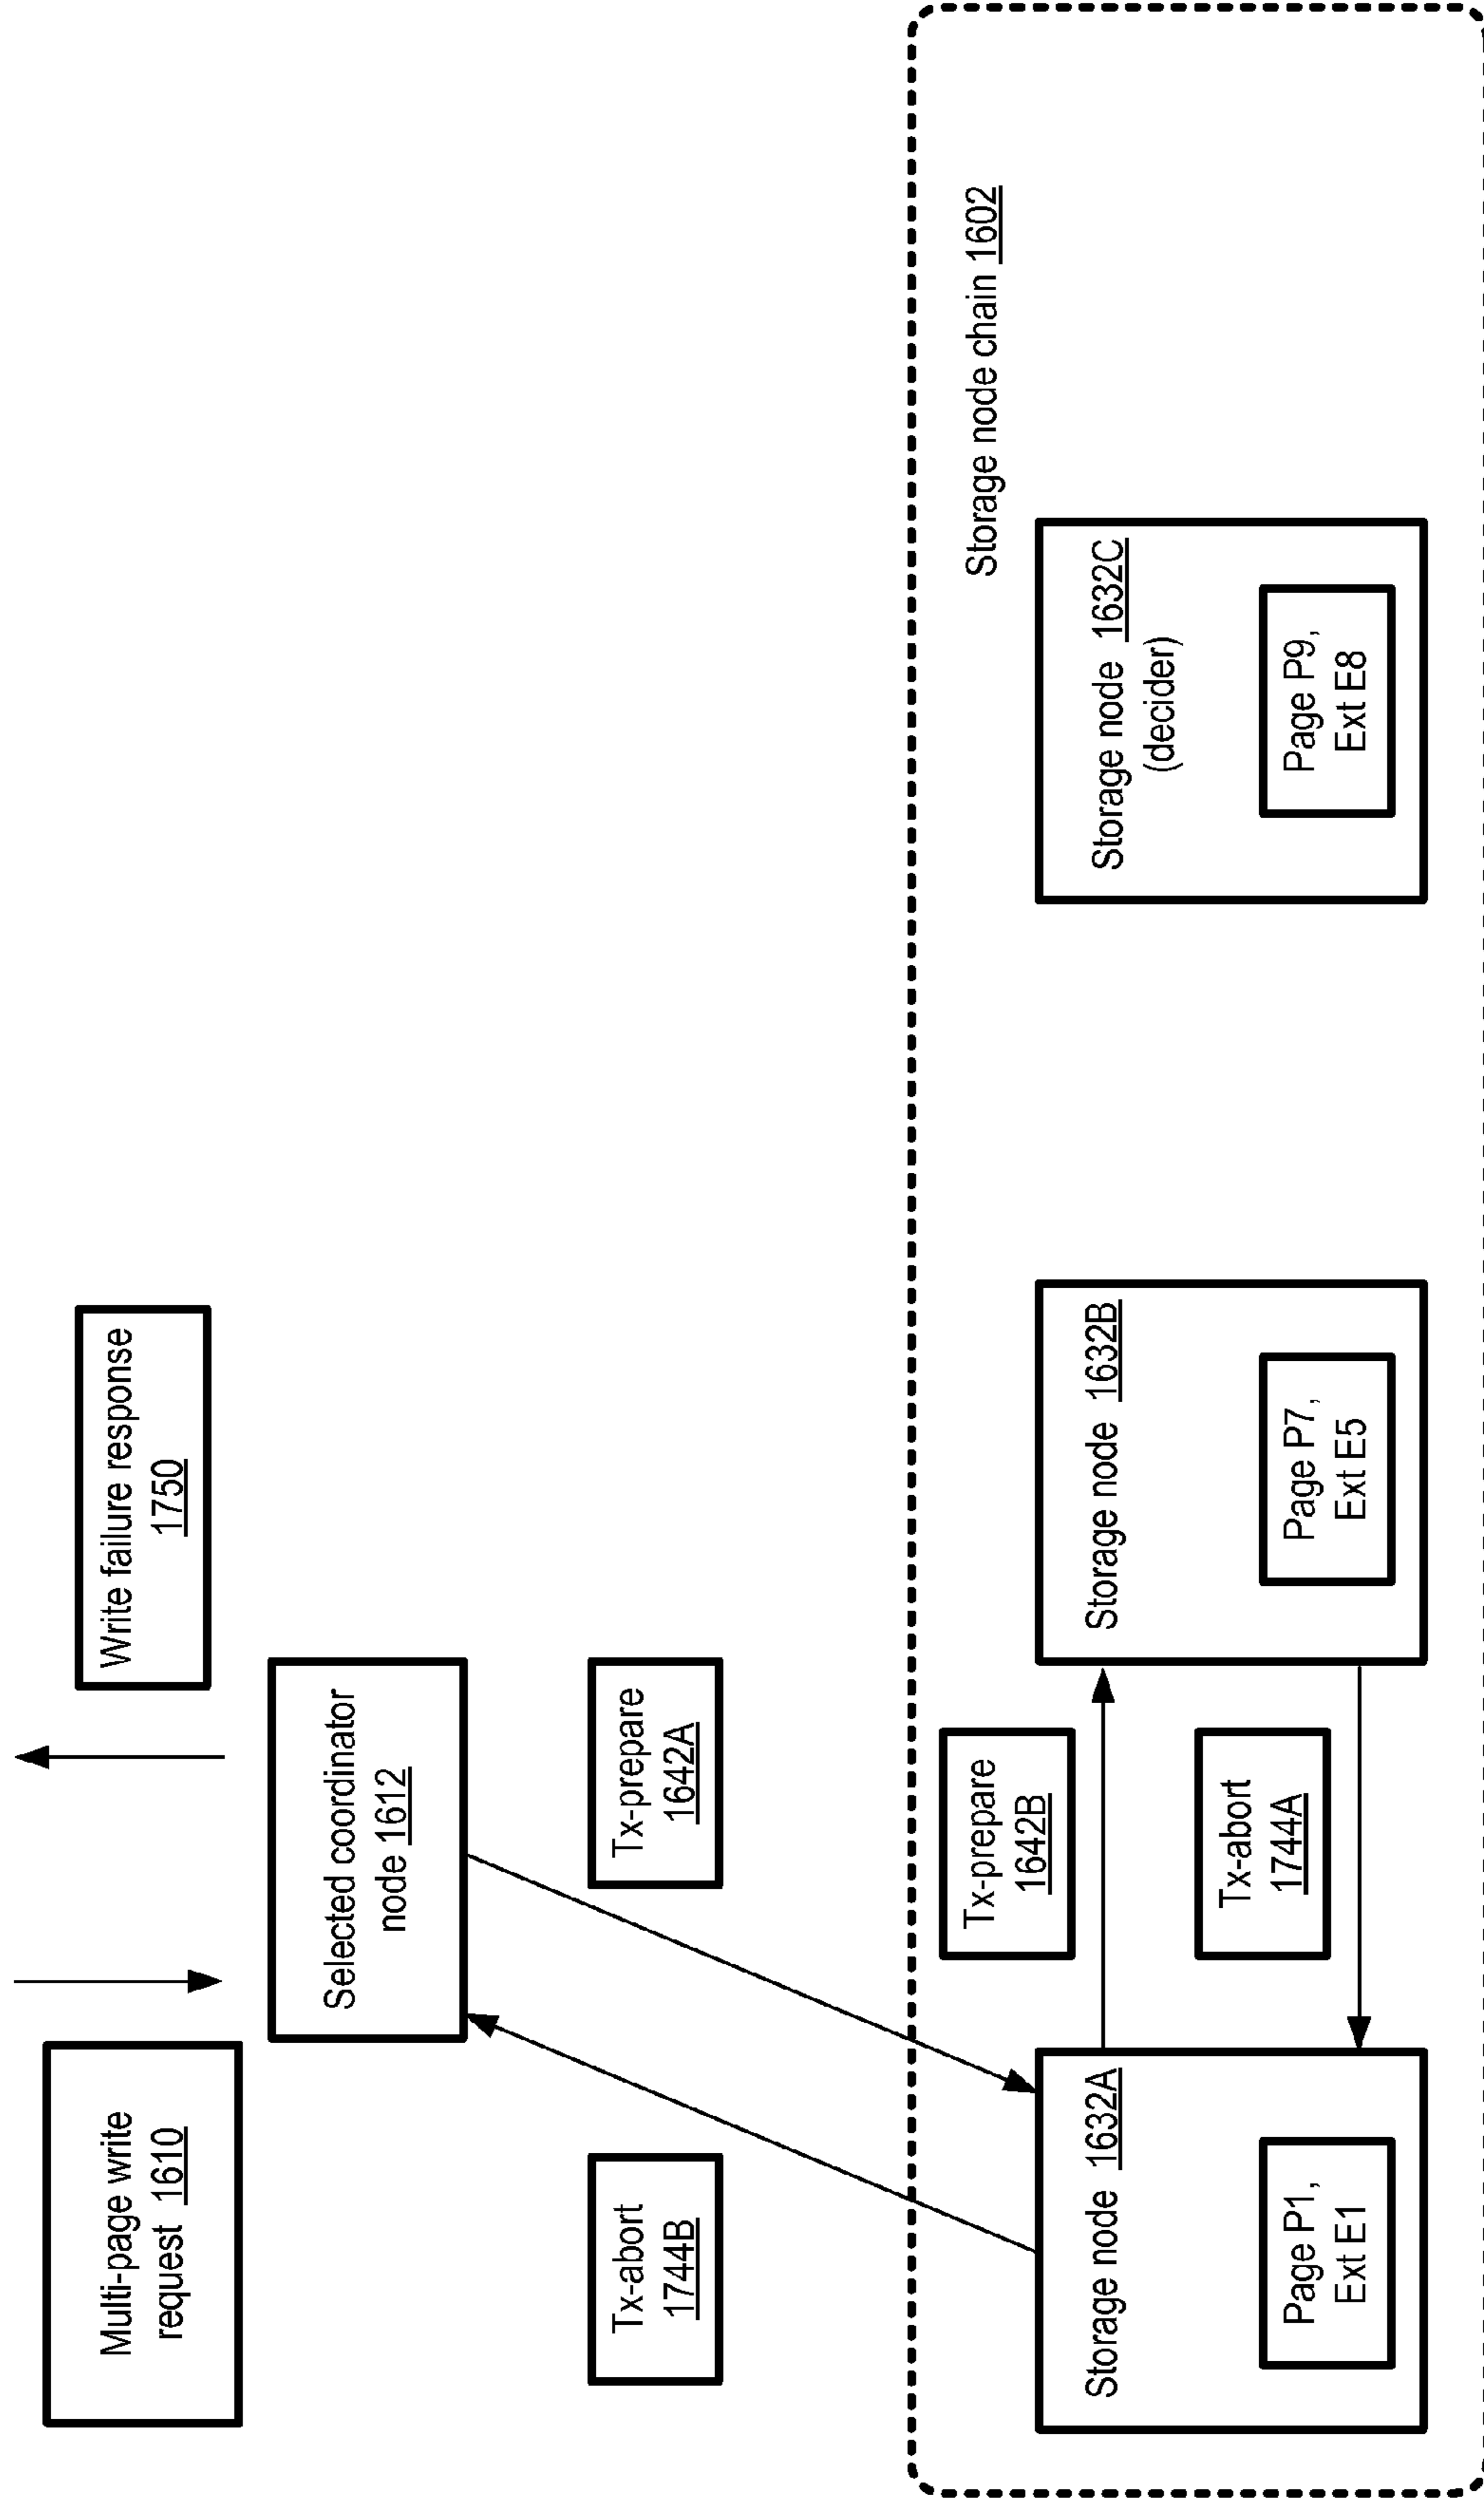 Multi-page write
request 1610
Write failure response
1750
Selected coordinator
node 1612
Tx-abort
1744B
Tx-prepare
1642A
Storage node chain 1602
Tx-prepare
1642B
Tx-abort
1744A
Storage node 1632A
Page P1,
Ext E1
Storage node 1632B
Page P7,
Ext E5
Storage node 1632C
(decider)
Page P9,
Ext E8